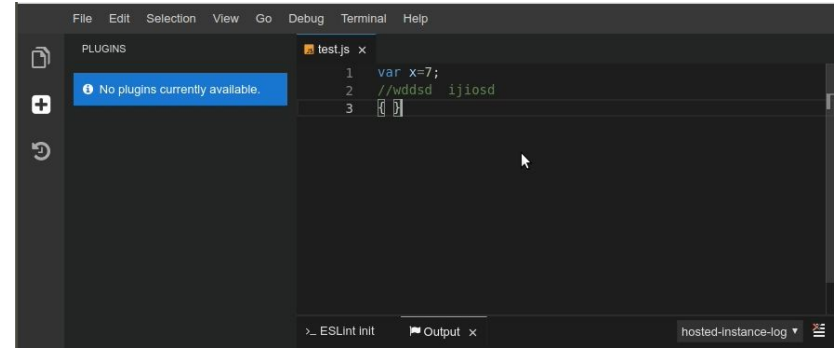 File Edit Selection View Go Debug Terminal Help
PLUGINS
No plugins currently available.
test.js ×
1 var x=7;
2 //wddsd  ijiosd
3 { }
>_ ESLint init
Output ×
hosted-instance-log ▼